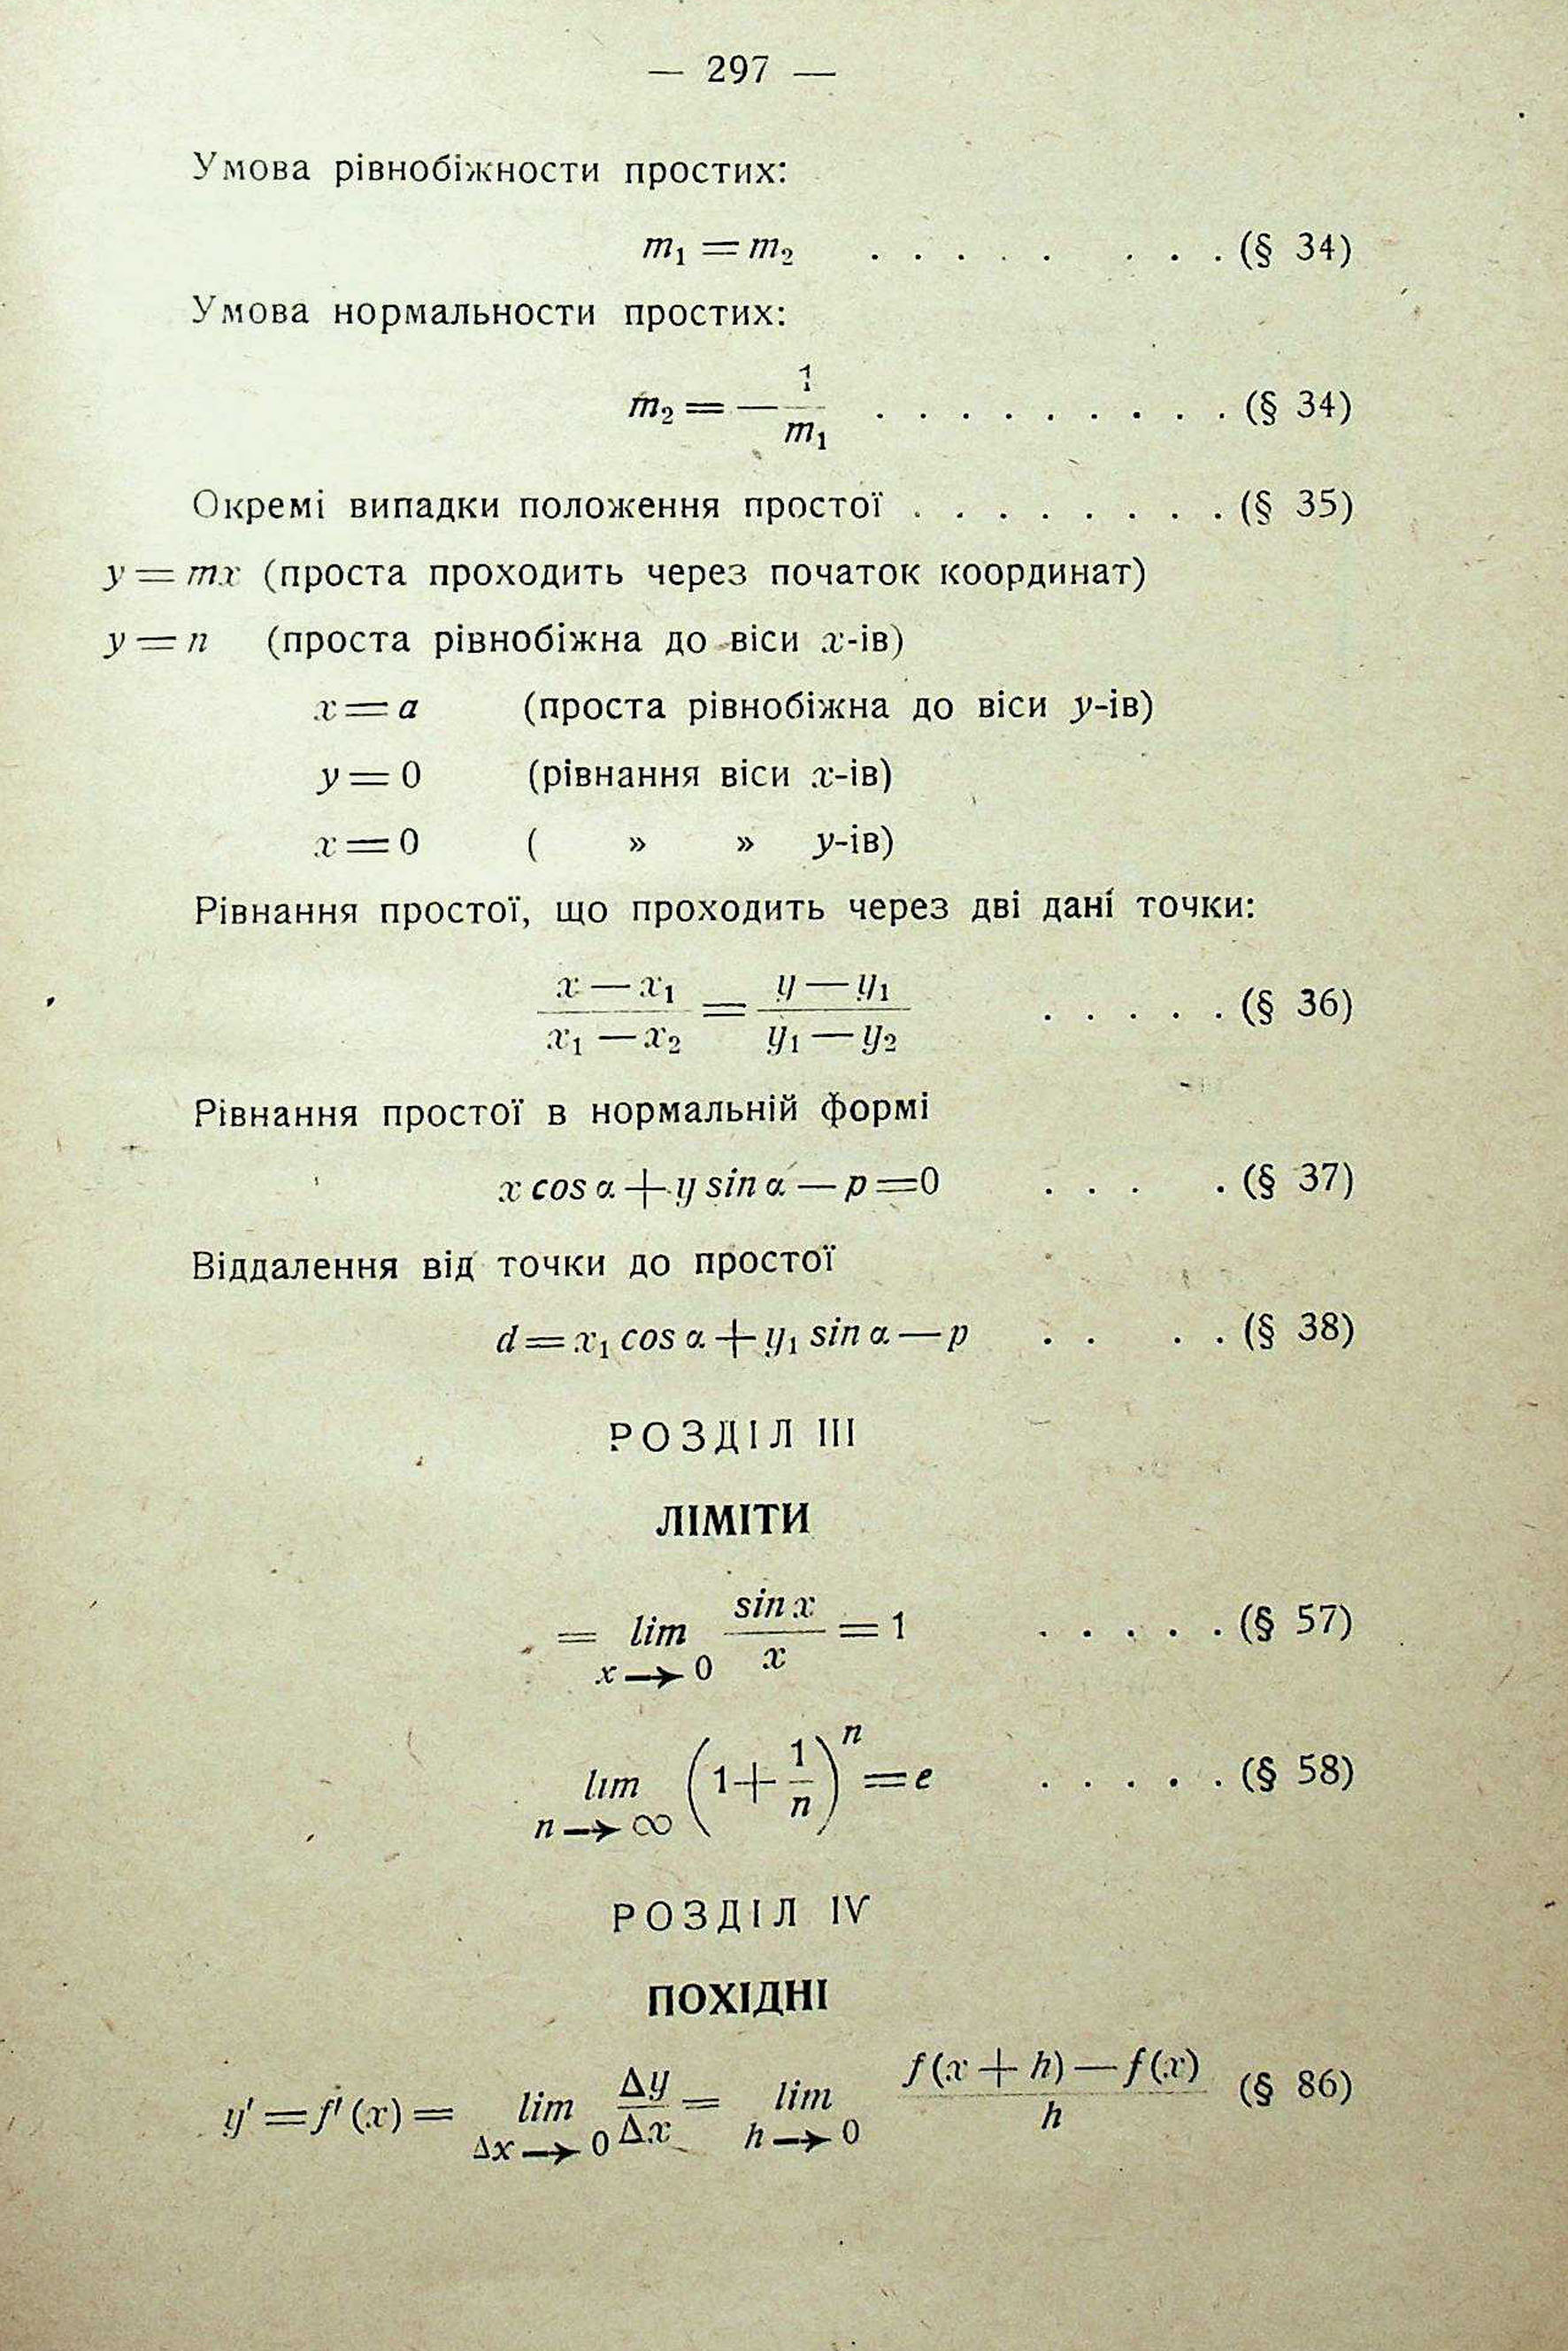 — 297 —
Умова рівнобіжности простих:
m₁ = m₂ . . . . . . . . (§ 34)
Умова нормальности простих:
m₂ = — 1/m₁ . . . . . . . . . (§ 34)
Окремі випадки положення простої . . . . . . . . (§ 35)
y = mx (проста проходить через початок координат)
y = n (проста рівнобіжна до віси x-ів)
x = a (проста рівнобіжна до віси y-ів)
y = 0 (рівнання віси x-ів)
x = 0 ( » » y-ів)
Рівнання простої, що проходить через дві дані точки:
(x — x₁)/(x₁ — x₂) = (y — y₁)/(y₁ — y₂) . . . . . (§ 36)
Рівнання простої в нормальній формі
x cos α + y sin α — p = 0 . . . . (§ 37)
Віддалення від точки до простої
d = x₁ cos α + y₁ sin α — p . . . . (§ 38)
РОЗДІЛ III
ЛІМІТИ
= lim x→0 sin x/x = 1 . . . . . (§ 57)
lim n→∞ (1 + 1/n)ⁿ = e . . . . . (§ 58)
РОЗДІЛ IV
ПОХІДНІ
y' = f'(x) = lim Δx→0 Δy/Δx = lim h→0 (f(x + h) — f(x))/h (§ 86)